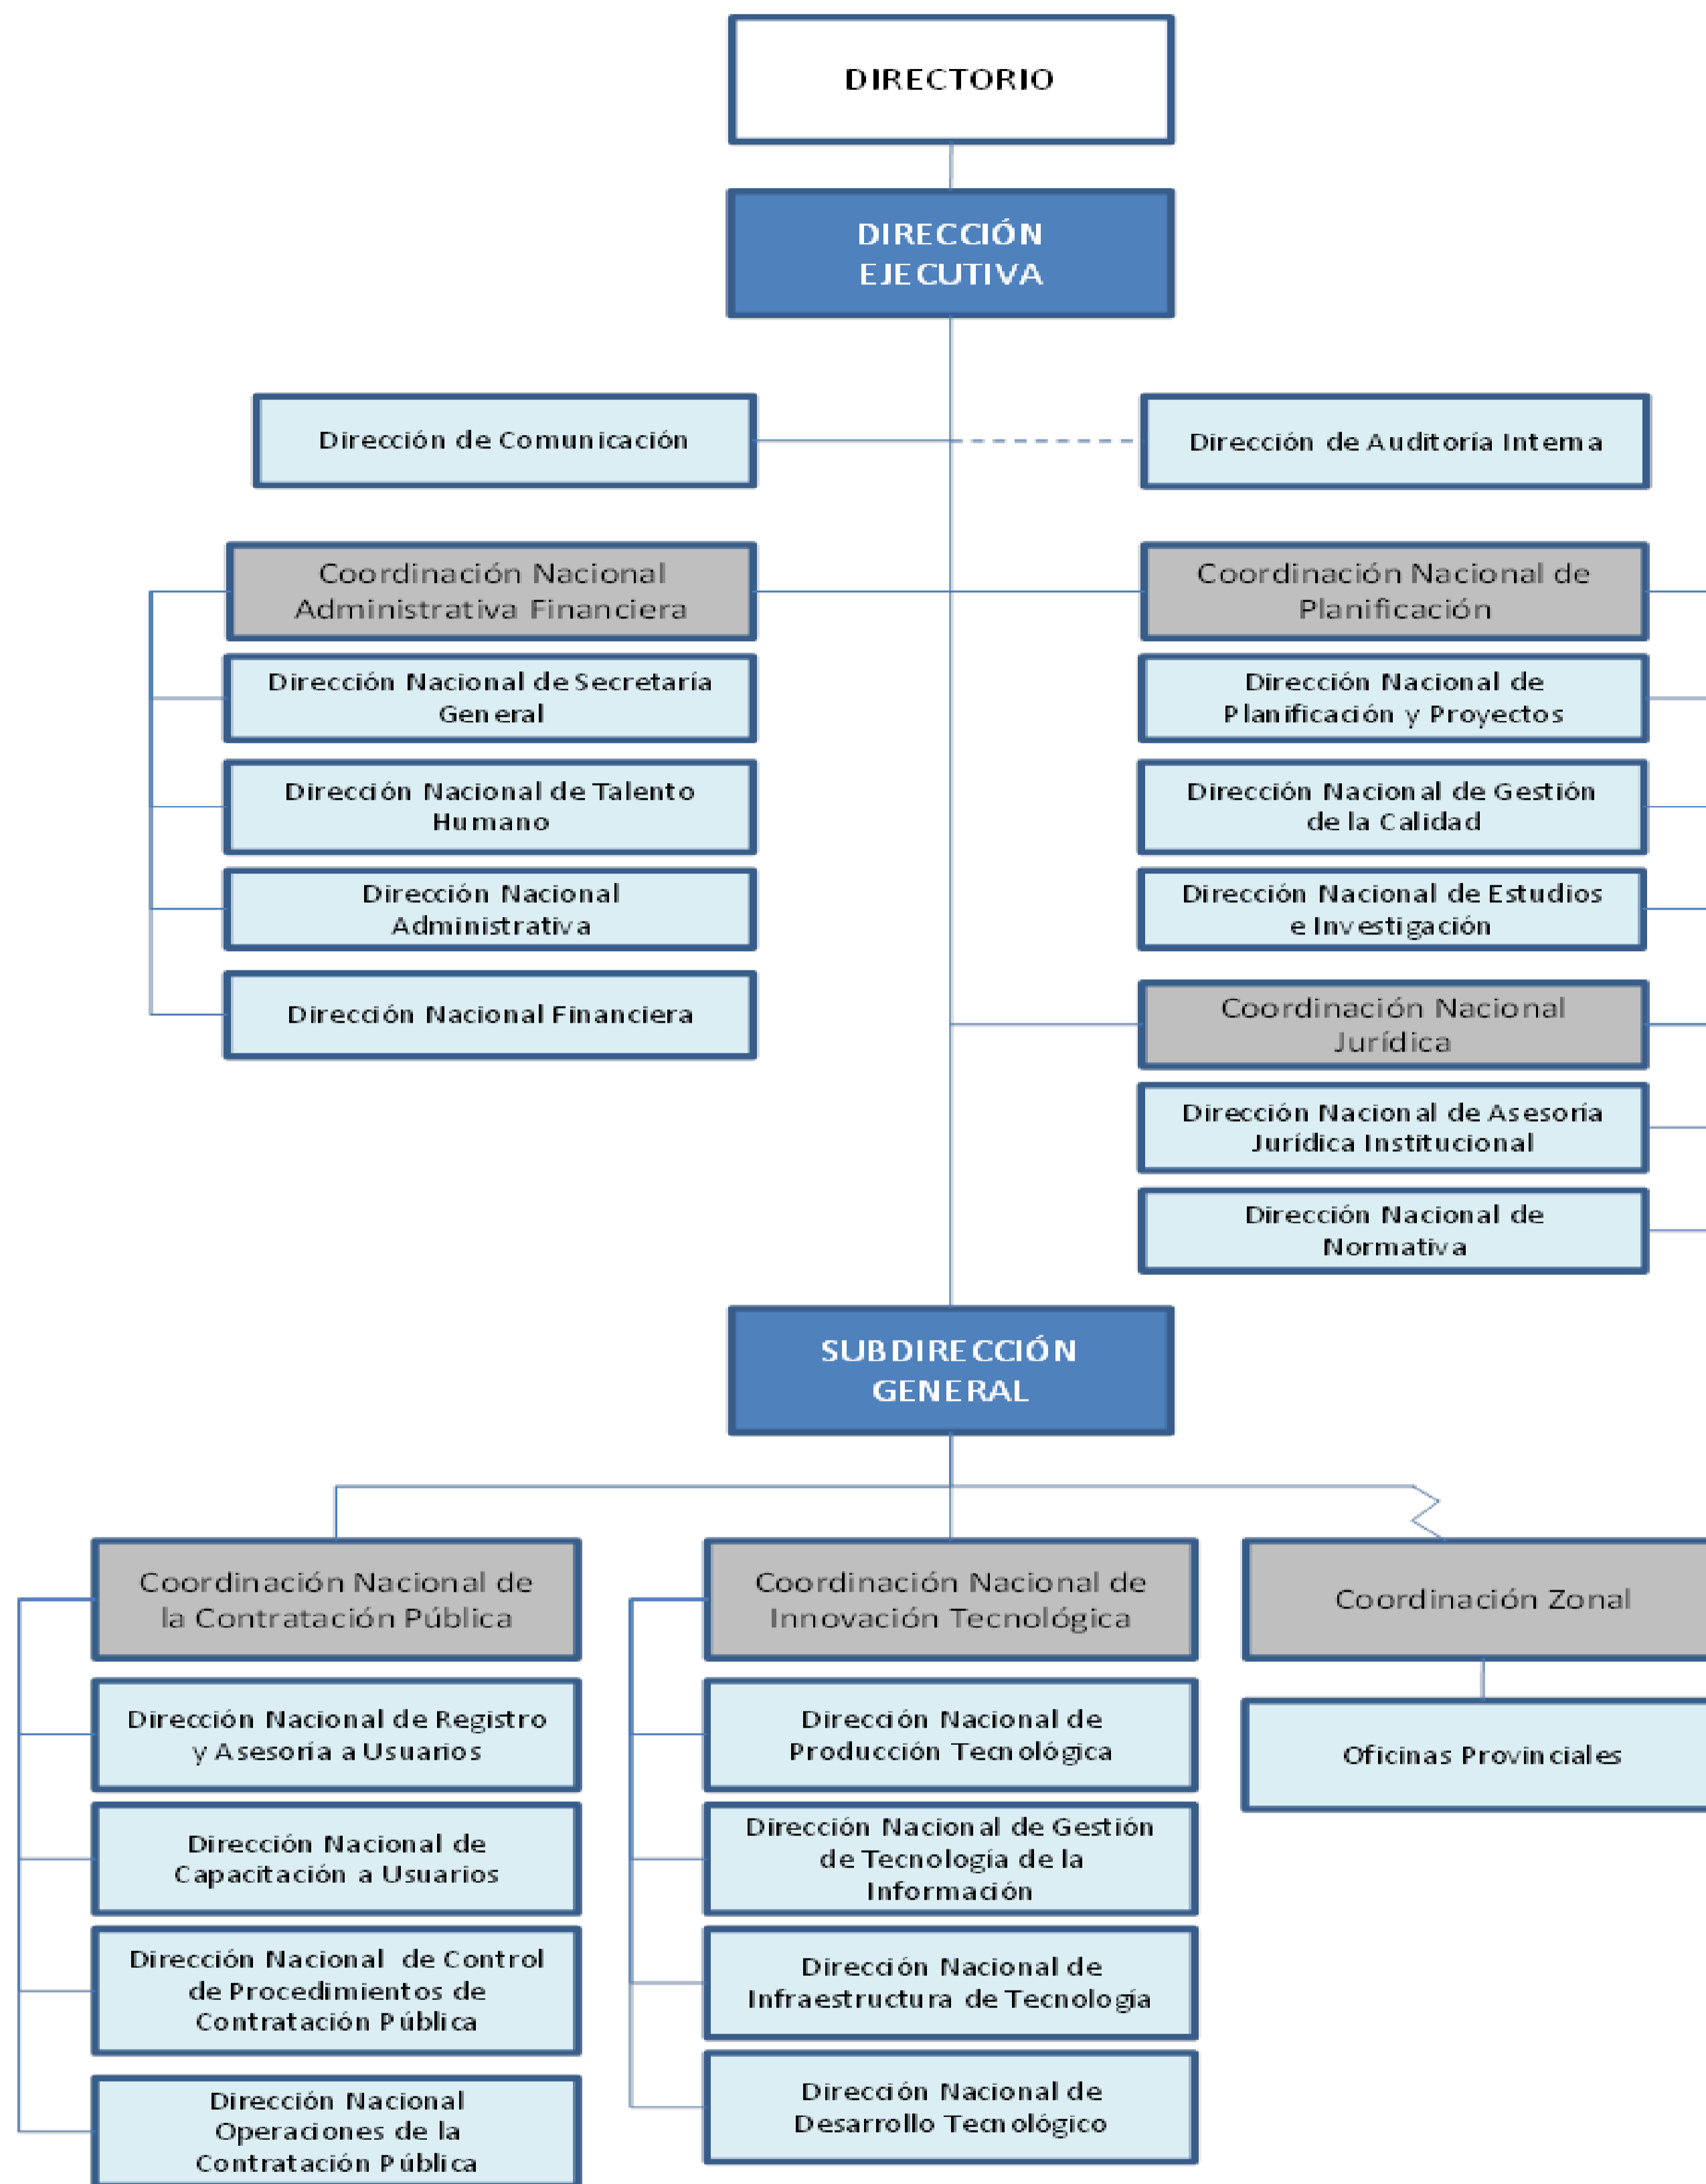 DIRECTORIO
DIRECCIÓN
EJECUTIVA
Dirección de Comunicación
Dirección de Auditoría Interna
Coordinación Nacional
Administrativa Financiera
Dirección Nacional de Secretaría
General
Dirección Nacional de Talento
Humano
Dirección Nacional
Administrativa
Dirección Nacional Financiera
Coordinación Nacional de
Planificación
Dirección Nacional de
Planificación y Proyectos
Dirección Nacional de Gestión
de la Calidad
Dirección Nacional de Estudios
e Investigación
Coordinación Nacional
Jurídica
Dirección Nacional de Asesoría
Jurídica Institucional
Dirección Nacional de
Normativa
SUBDIRECCIÓN
GENERAL
Coordinación Nacional de
la Contratación Pública
Dirección Nacional de Registro
y Asesoría a Usuarios
Dirección Nacional de
Capacitación a Usuarios
Dirección Nacional  de Control
de Procedimientos de
Contratación Pública
Dirección Nacional
Operaciones de la
Contratación Pública
Coordinación Nacional de
Innovación Tecnológica
Dirección Nacional de
Producción Tecnológica
Dirección Nacional de Gestión
de Tecnología de la
Información
Dirección Nacional de
Infraestructura de Tecnología
Dirección Nacional de
Desarrollo Tecnológico
Coordinación Zonal
Oficinas Provinciales